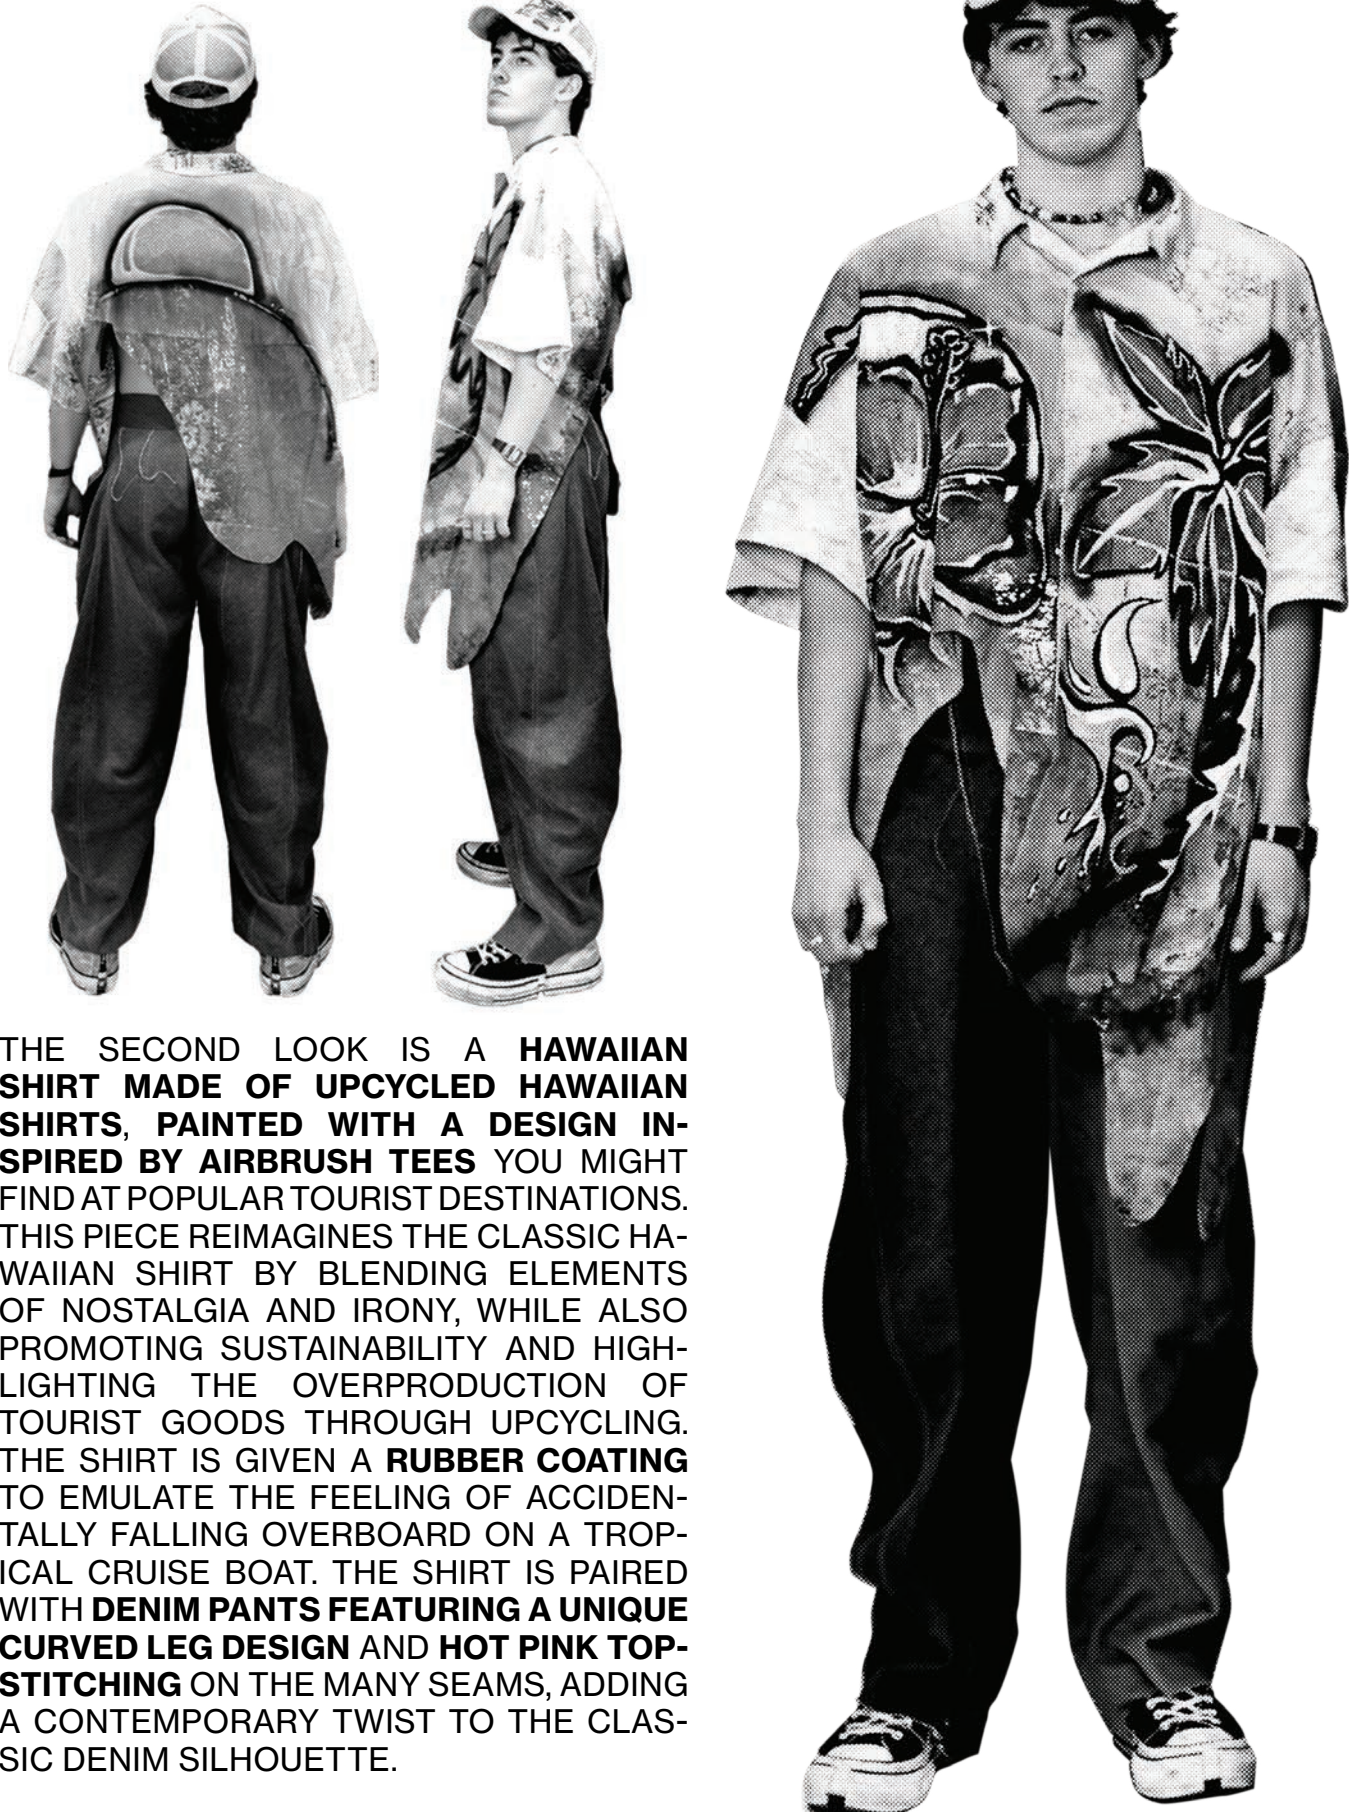 THE SECOND LOOK IS A HAWAIIAN
SHIRT MADE OF UPCYCLED HAWAIIAN
SHIRTS, PAINTED WITH A DESIGN IN-
SPIRED BY AIRBRUSH TEES YOU MIGHT
FIND AT POPULAR TOURIST DESTINATIONS.
THIS PIECE REIMAGINES THE CLASSIC HA-
WAIIAN SHIRT BY BLENDING ELEMENTS
OF NOSTALGIA AND IRONY, WHILE ALSO
PROMOTING SUSTAINABILITY AND HIGH-
LIGHTING THE OVERPRODUCTION OF
TOURIST GOODS THROUGH UPCYCLING.
THE SHIRT IS GIVEN A RUBBER COATING
TO EMULATE THE FEELING OF ACCIDEN-
TALLY FALLING OVERBOARD ON A TROP-
ICAL CRUISE BOAT. THE SHIRT IS PAIRED
WITH DENIM PANTS FEATURING A UNIQUE
CURVED LEG DESIGN AND HOT PINK TOP-
STITCHING ON THE MANY SEAMS, ADDING
A CONTEMPORARY TWIST TO THE CLAS-
SIC DENIM SILHOUETTE.